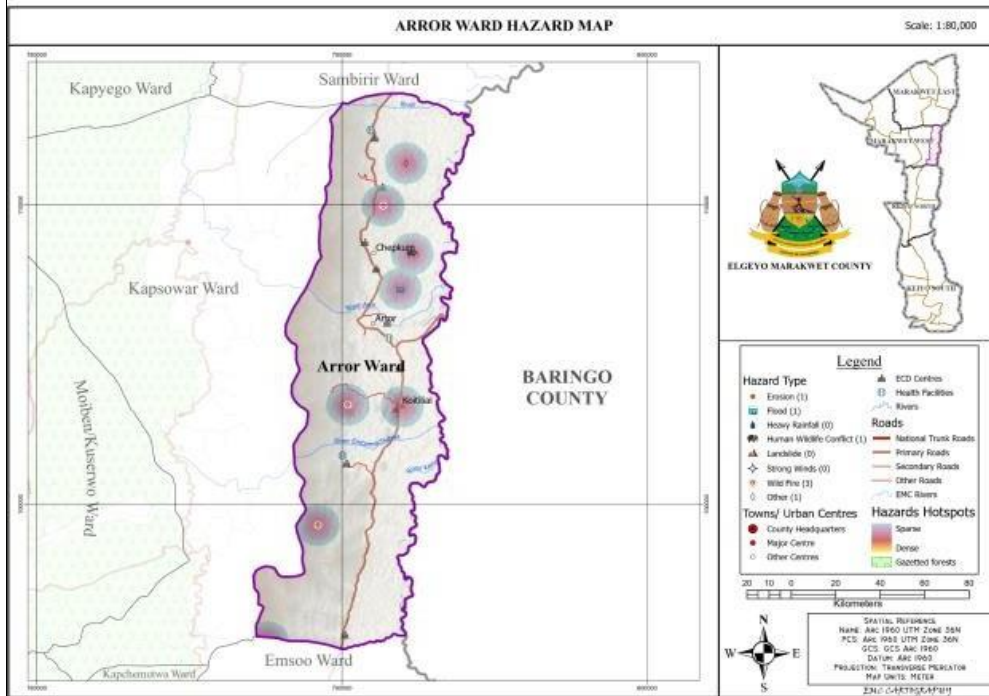 ARROR WARD HAZARD MAP
Scale: 1:80,000
Kapyego Ward
Sambirir Ward
Kapsowar Ward
Chepkum
Arror
Arror Ward
BARINGO
COUNTY
Moiben/Kuserwo Ward
Emsoo Ward
Kapchemutwa Ward
MARAKWET EAST
MARAKWET WEST
KEIYO SOUTH
ELGEYO MARAKWET COUNTY
Legend
Hazard Type
Erosion (1)
Flood (1)
Heavy Rainfall (0)
Human Wildlife Conflict (1)
Landslide (0)
Strong Winds (0)
Wild Fire (3)
Other (1)
Towns/ Urban Centres
County Headquarters
Major Centre
Other Centres
ECD Centres
Health Facilities
Rivers
Roads
National Trunk Roads
Primary Roads
Secondary Roads
Other Roads
EMC Rivers
Hazards Hotspots
Sparse
Dense
Gazetted forests
20 10 0 20 40 60 80
Kilometers
N
W E
S
Spatial Reference
Name: Arc 1960 UTM Zone 36N
PCS: Arc 1960 UTM Zone 36N
GCS: GCS Arc 1960
Datum: Arc 1960
Projection: Transverse Mercator
Map Units: Meter
EMC CARTOGRAPHY